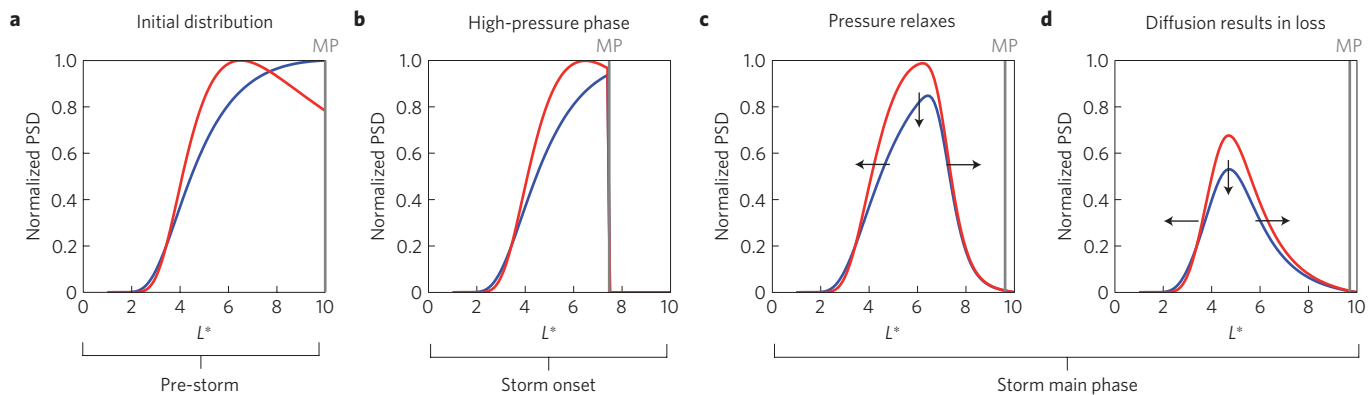 a Initial distribution
MP
Normalized PSD
1.0
0.8
0.6
0.4
0.2
0
0 2 4 6 8 10
L*
Pre-storm
b High-pressure phase
MP
Normalized PSD
1.0
0.8
0.6
0.4
0.2
0
0 2 4 6 8 10
L*
Storm onset
c Pressure relaxes
MP
Normalized PSD
1.0
0.8
0.6
0.4
0.2
0
0 2 4 6 8 10
L*
d Diffusion results in loss
MP
Normalized PSD
1.0
0.8
0.6
0.4
0.2
0
0 2 4 6 8 10
L*
Storm main phase